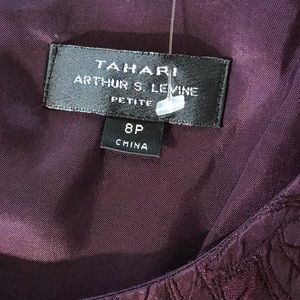 TAHARI
ARTHUR S. LEVINE
PETITE
8P
CHINA